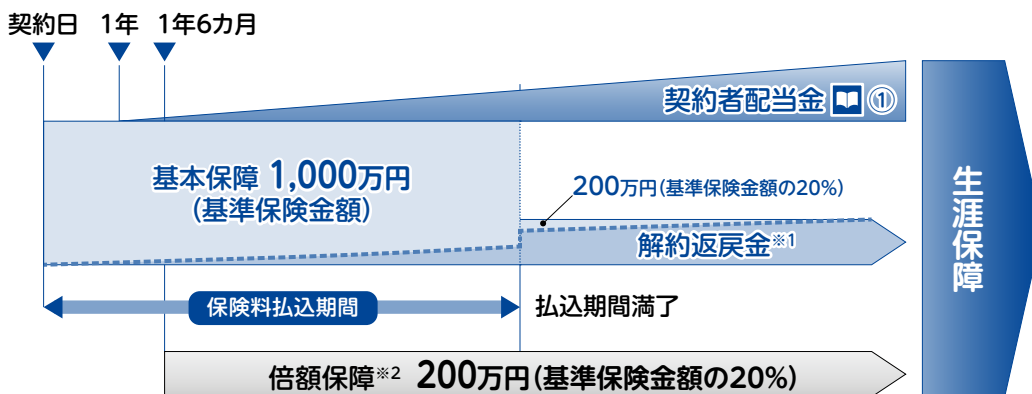 契約日 1年 1年6カ月
契約者配当金 ①
基本保障 1,000万円
(基準保険金額)
200万円(基準保険金額の20%)
解約返戻金※1
生涯保障
保険料払込期間
払込期間満了
倍額保障※2 200万円(基準保険金額の20%)